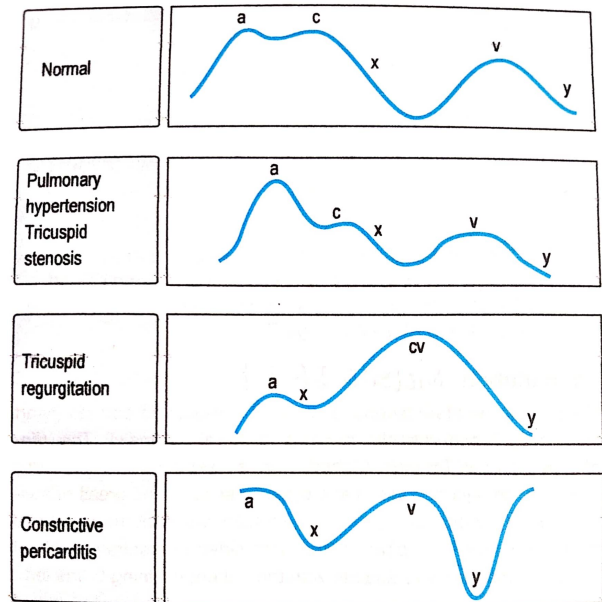 Normal
a c x v y
Pulmonary
hypertension
Tricuspid
stenosis
a c x v y
Tricuspid
regurgitation
a x cv y
Constrictive
pericarditis
a x v y